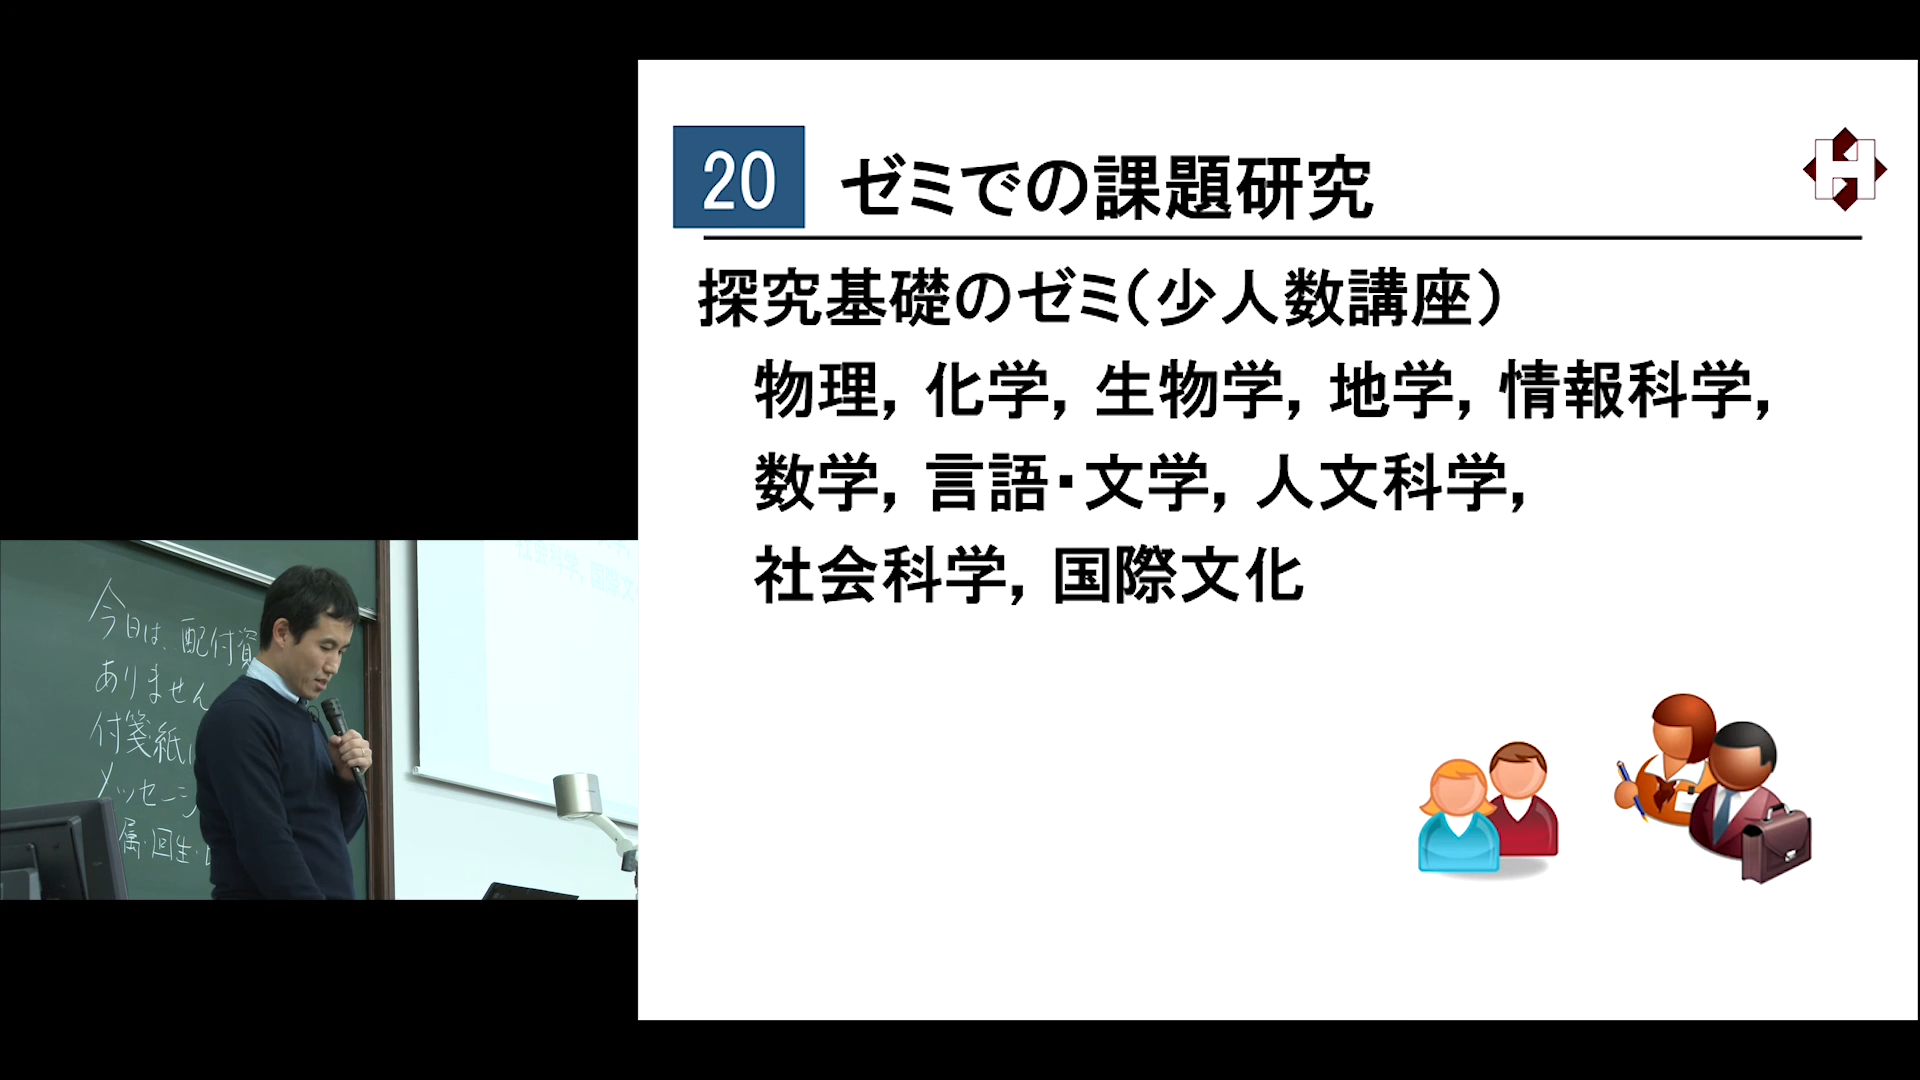 20 ゼミでの課題研究
探究基礎のゼミ（少人数講座）
物理, 化学, 生物学, 地学, 情報科学,
数学, 言語・文学, 人文科学,
社会科学, 国際文化
今日は、配付資
ありません
付箋紙
メッセージ
属・回生・